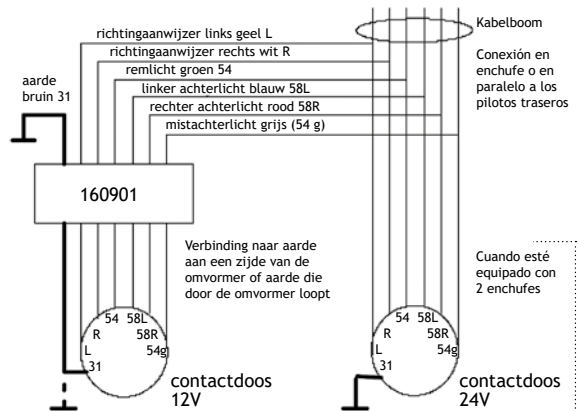 richtingaanwijzer links geel L
richtingaanwijzer rechts wit R
remlicht groen 54
linker achterlicht blauw 58L
rechter achterlicht rood 58R
mistachterlicht grijs (54 g)
aarde
bruin 31
Kabelboom
Conexión en
enchufe o en
paralelo a los
pilotos traseros
160901
Verbinding naar aarde
aan een zijde van de
omvormer of aarde die
door de omvormer loopt
Cuando esté
equipado con
2 enchufes
54 58L
R 58R
L 54g
31
contactdoos
12V
54 58L
R 58R
L 54g
31
contactdoos
24V